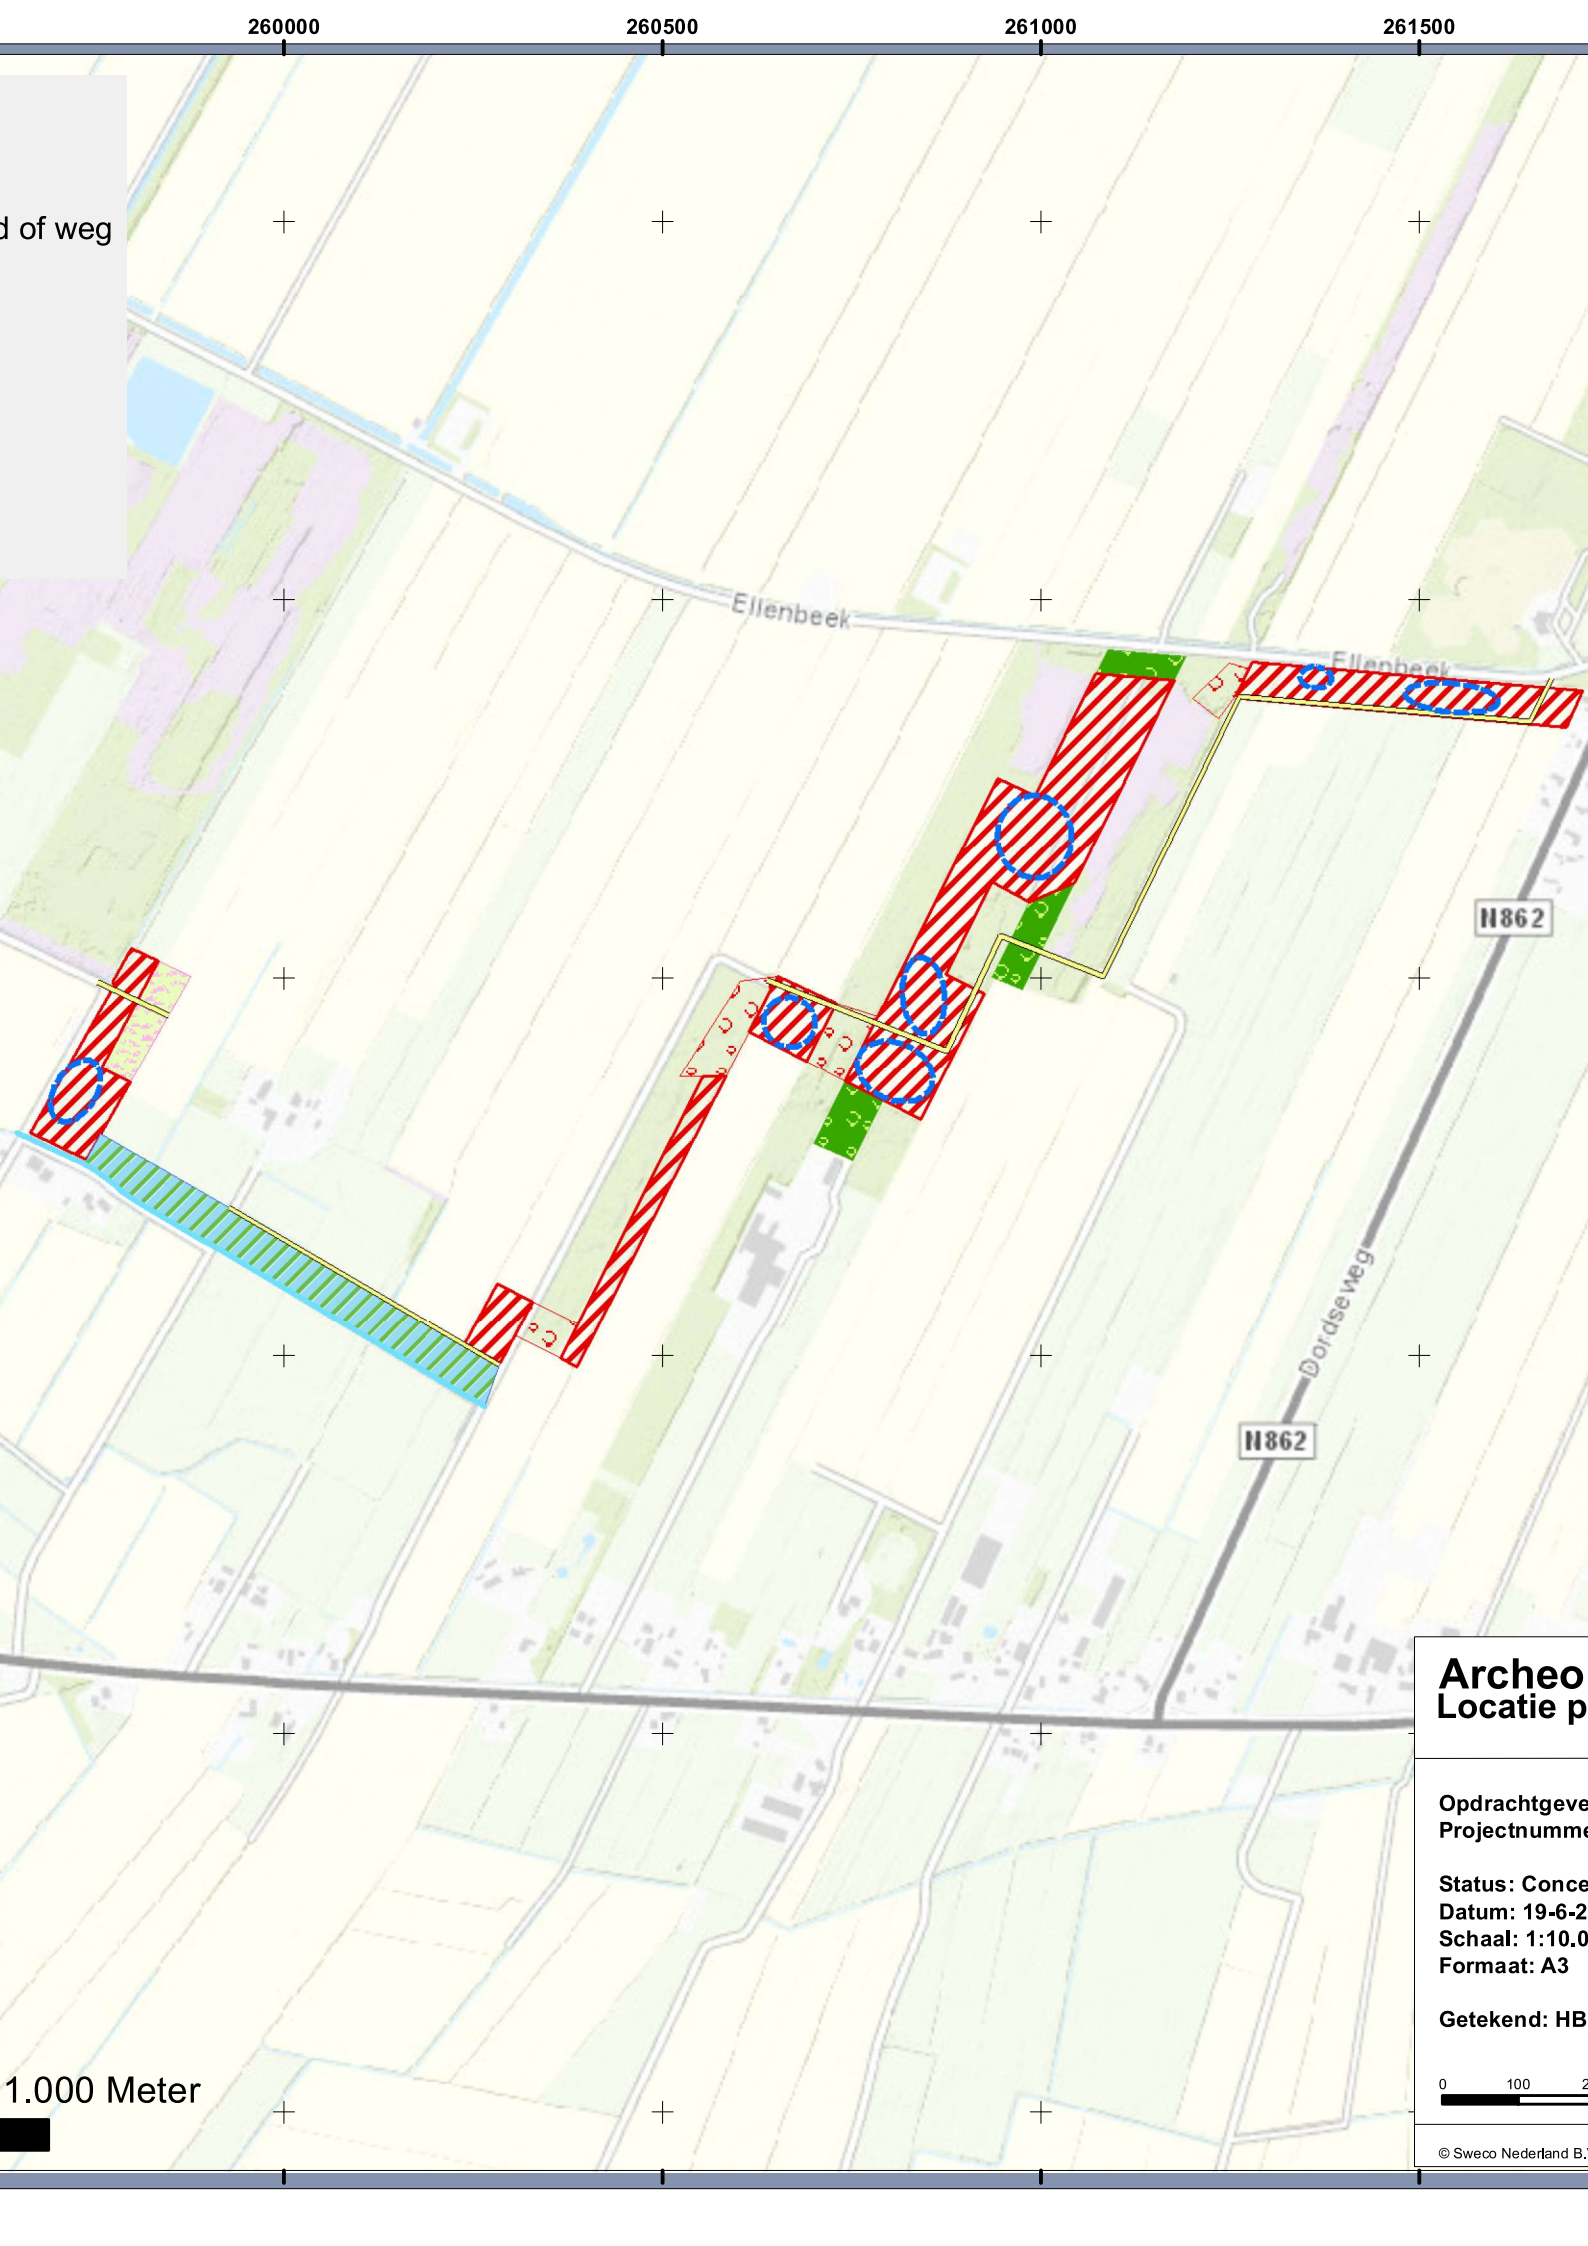 260000 260500 261000 261500
d of weg
Ellenbeek
Ellenbeek
N862
Dordseweg
N862
Archeo
Locatie p
Opdrachtgeve
Projectnumme
Status: Conce
Datum: 19-6-2
Schaal: 1:10.0
Formaat: A3
Getekend: HB
1.000 Meter
0 100 2
© Sweco Nederland B.V